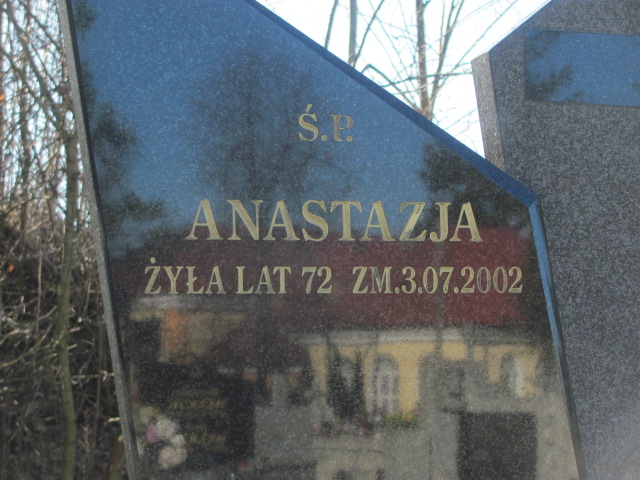 Ś.P.
ANASTAZJA
ŻYŁA LAT 72 ZM.3.07.2002